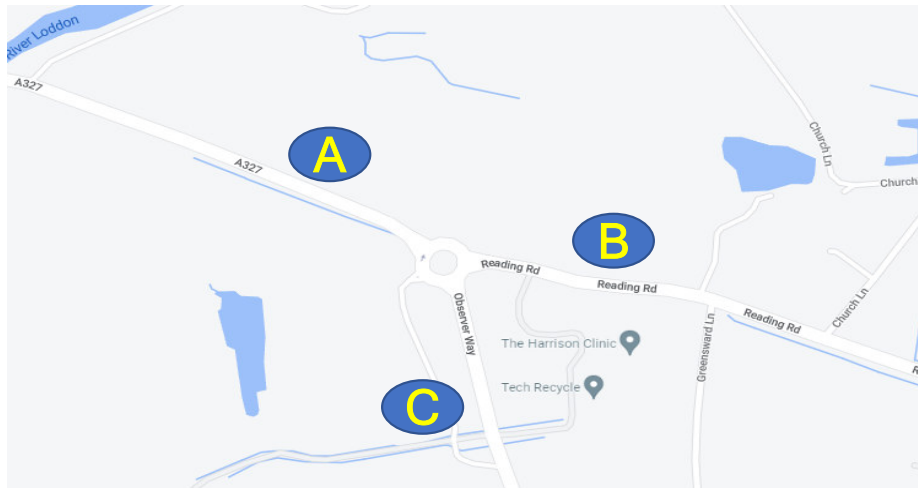 River Loddon
A327
A
A327
Church Ln
Church
B
Reading Rd
Reading Rd
Reading Rd
Church Ln
Observer Way
Greensward Ln
The Harrison Clinic
Tech Recycle
C
R